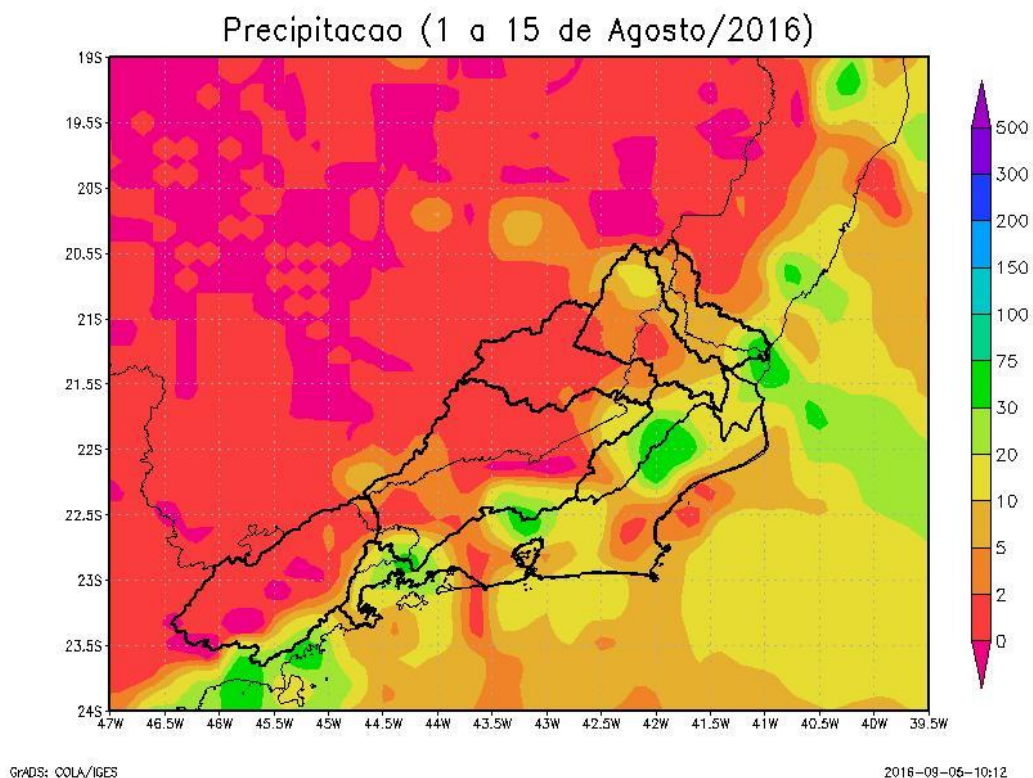 Precipitacao (1 a 15 de Agosto/2016)
19S
19.5S
20S
20.5S
21S
21.5S
22S
22.5S
23S
23.5S
24S
47W 46.5W 46W 45.5W 45W 44.5W 44W 43.5W 43W 42.5W 42W 41.5W 41W 40.5W 40W 39.5W
500
300
200
150
100
75
30
20
10
5
2
0
GrADS: COLA/IGES 2016-09-05-10:12